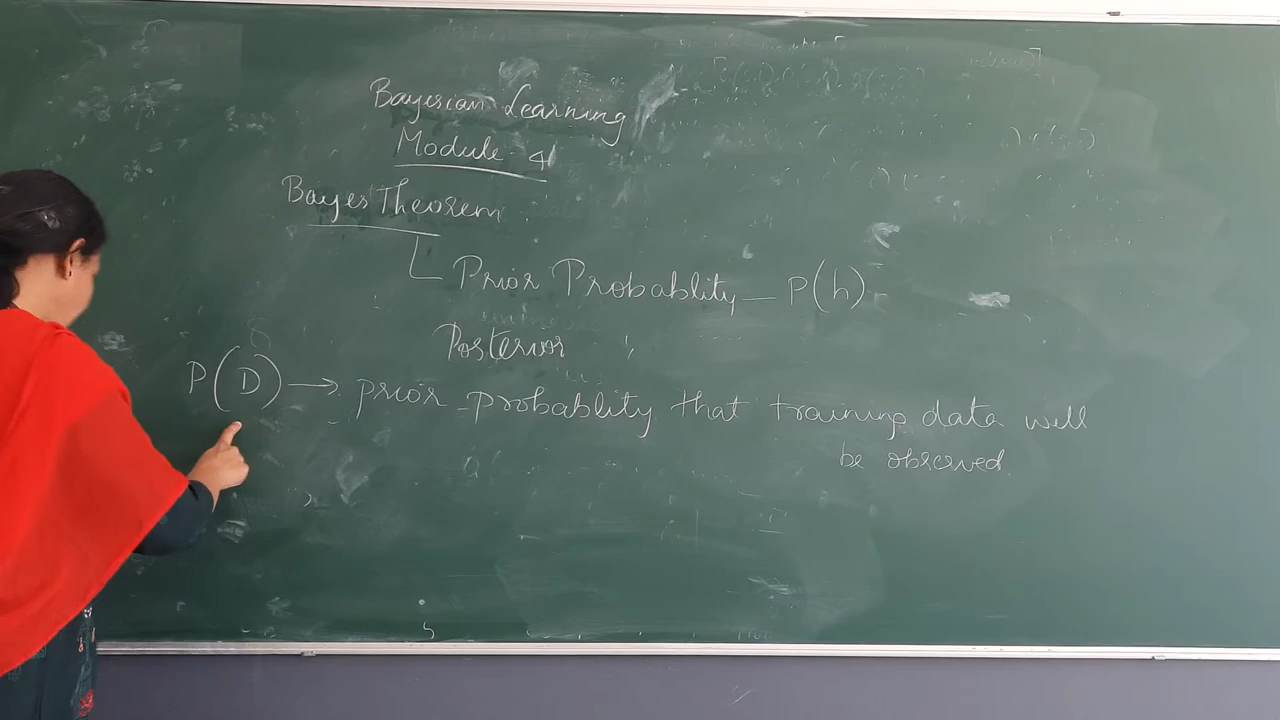 Bayesian Learning
Module - 4
Bayes Theorem
Prior Probablity – P(h)
Posterior
P(D) → prior probablity that training data will
be observed.